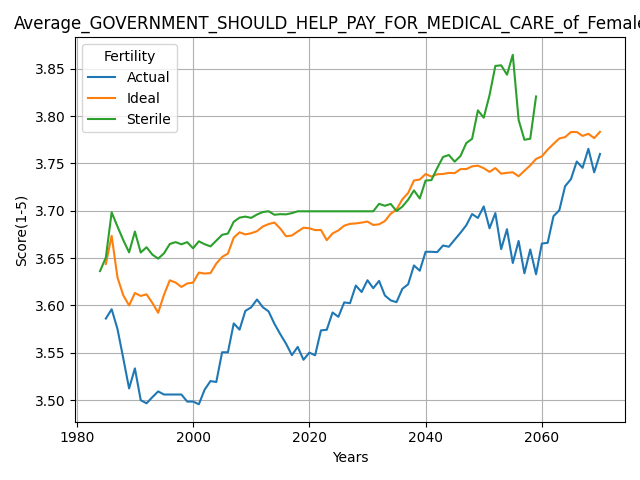 Average_GOVERNMENT_SHOULD_HELP_PAY_FOR_MEDICAL_CARE_of_Female
Fertility
Actual
Ideal
Sterile
3.85
3.80
3.75
3.70
3.65
3.60
3.55
3.50
Score(1-5)
1980
2000
2020
2040
2060
Years